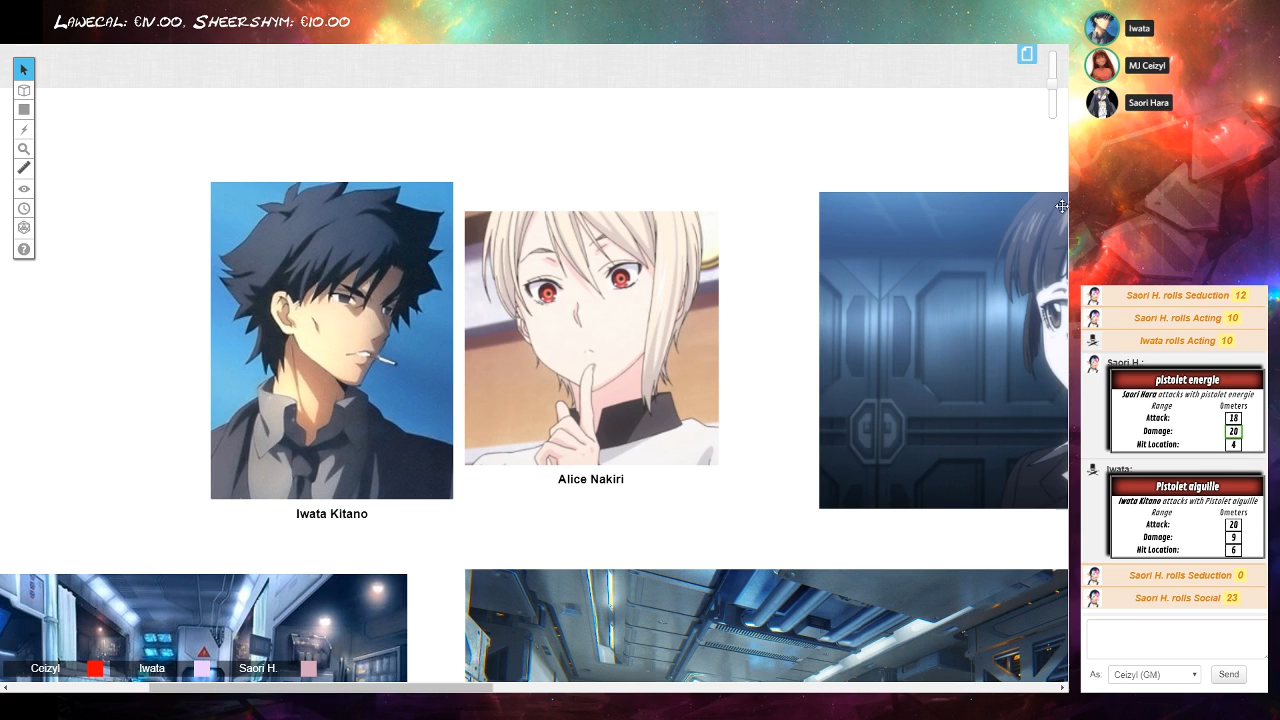 Lawecal: €IV.00, Sheershym: €10.00
Iwata
MJ Ceizyl
Saori Hara
Iwata Kitano
Alice Nakiri
Ceizyl
Iwata
Saori H.
Saori H. rolls Seduction 12
Saori H. rolls Acting 10
Iwata rolls Acting 10
Saori H.:
pistolet energie
Saori Hara attacks with pistolet energie
Range 0meters
Attack: 18
Damage: 20
Hit Location: 4
Iwata:
Pistolet aiguille
Iwata Kitano attacks with Pistolet aiguille
Range 0meters
Attack: 20
Damage: 9
Hit Location: 6
Saori H. rolls Seduction 0
Saori H. rolls Social 23
As: Ceizyl (GM) Send